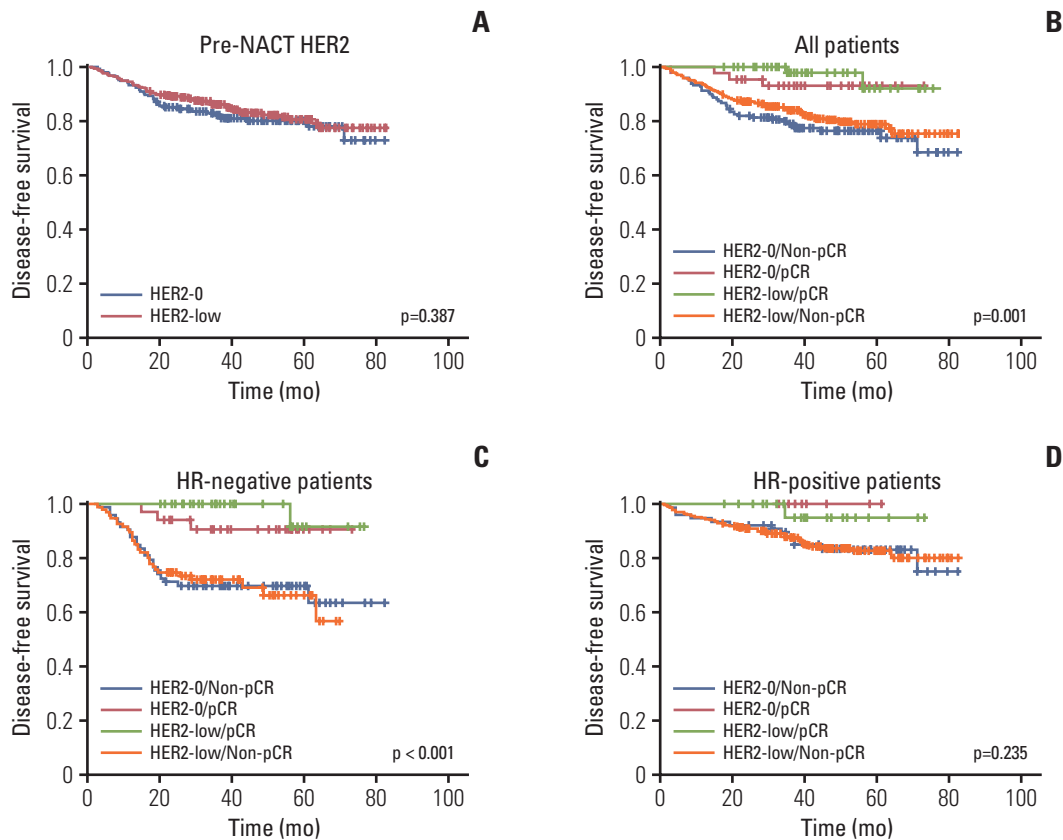 A
Pre-NACT HER2
Disease-free survival
1.0
0.8
0.6
0.4
0.2
0
HER2-0
HER2-low
p=0.387
0 20 40 60 80 100
Time (mo)
B
All patients
Disease-free survival
1.0
0.8
0.6
0.4
0.2
0
HER2-0/Non-pCR
HER2-0/pCR
HER2-low/pCR
HER2-low/Non-pCR
p=0.001
0 20 40 60 80 100
Time (mo)
C
HR-negative patients
Disease-free survival
1.0
0.8
0.6
0.4
0.2
0
HER2-0/Non-pCR
HER2-0/pCR
HER2-low/pCR
HER2-low/Non-pCR
p < 0.001
0 20 40 60 80 100
Time (mo)
D
HR-positive patients
Disease-free survival
1.0
0.8
0.6
0.4
0.2
0
HER2-0/Non-pCR
HER2-0/pCR
HER2-low/pCR
HER2-low/Non-pCR
p=0.235
0 20 40 60 80 100
Time (mo)